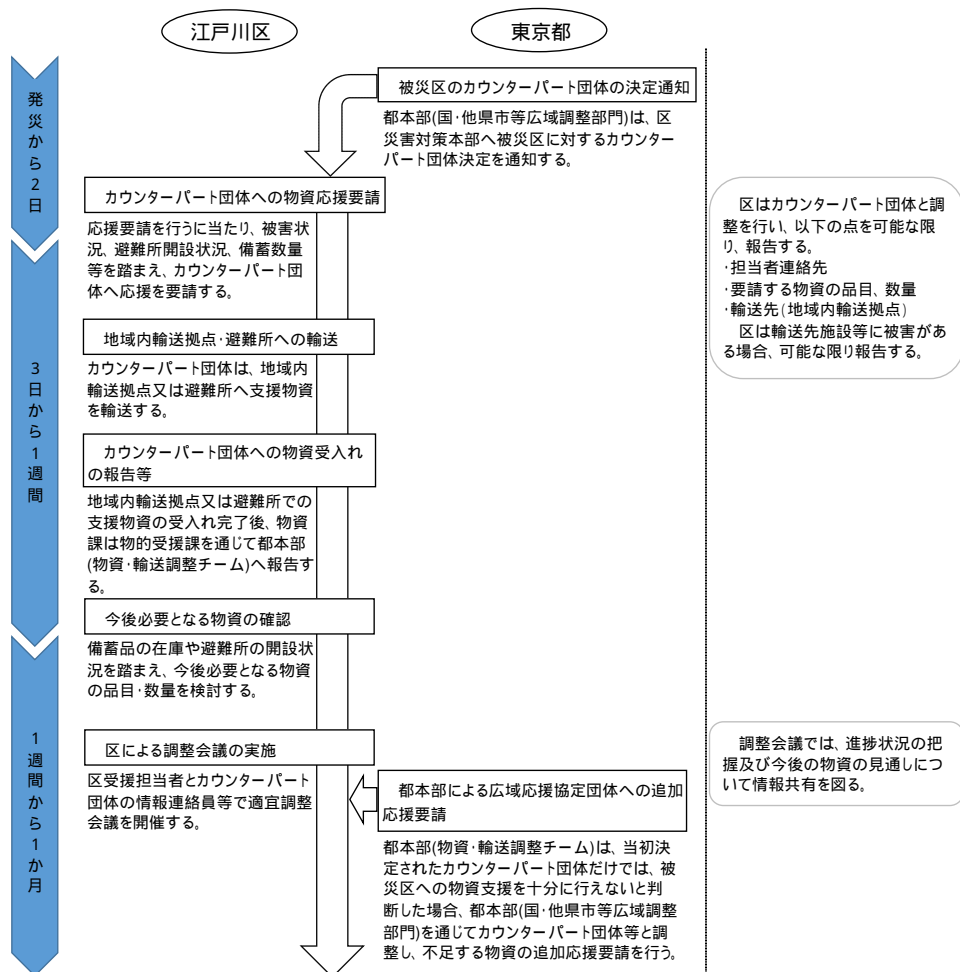 江戸川区
東京都
発災から2日
被災区のカウンターパート団体の決定通知
都本部(国・他県市等広域調整部門)は、区
災害対策本部へ被災区に対するカウンター
パート団体決定を通知する。
カウンターパート団体への物資応援要請
応援要請を行うに当たり、被害状
況、避難所開設状況、備蓄数量
等を踏まえ、カウンターパート団
体へ応援を要請する。
区はカウンターパート団体と調
整を行い、以下の点を可能な限
り、報告する。
・担当者連絡先
・要請する物資の品目、数量
・輸送先(地域内輸送拠点)
区は輸送先施設等に被害があ
る場合、可能な限り報告する。
3日から1週間
地域内輸送拠点・避難所への輸送
カウンターパート団体は、地域内
輸送拠点又は避難所へ支援物資
を輸送する。
カウンターパート団体への物資受入れ
の報告等
地域内輸送拠点又は避難所での
支援物資の受入れ完了後、物資
課は物的受援課を通じて都本部
(物資・輸送調整チーム)へ報告す
る。
今後必要となる物資の確認
備蓄品の在庫や避難所の開設状
況を踏まえ、今後必要となる物資
の品目・数量を検討する。
1週間から1か月
区による調整会議の実施
区受援担当者とカウンターパート
団体の情報連絡員等で適宜調整
会議を開催する。
調整会議では、進捗状況の把
握及び今後の物資の見通しにつ
いて情報共有を図る。
都本部による広域応援協定団体への追加
応援要請
都本部(物資・輸送調整チーム)は、当初決
定されたカウンターパート団体だけでは、被
災区への物資支援を十分に行えないと判
断した場合、都本部(国・他県市等広域調整
部門)を通じてカウンターパート団体等と調
整し、不足する物資の追加応援要請を行う。